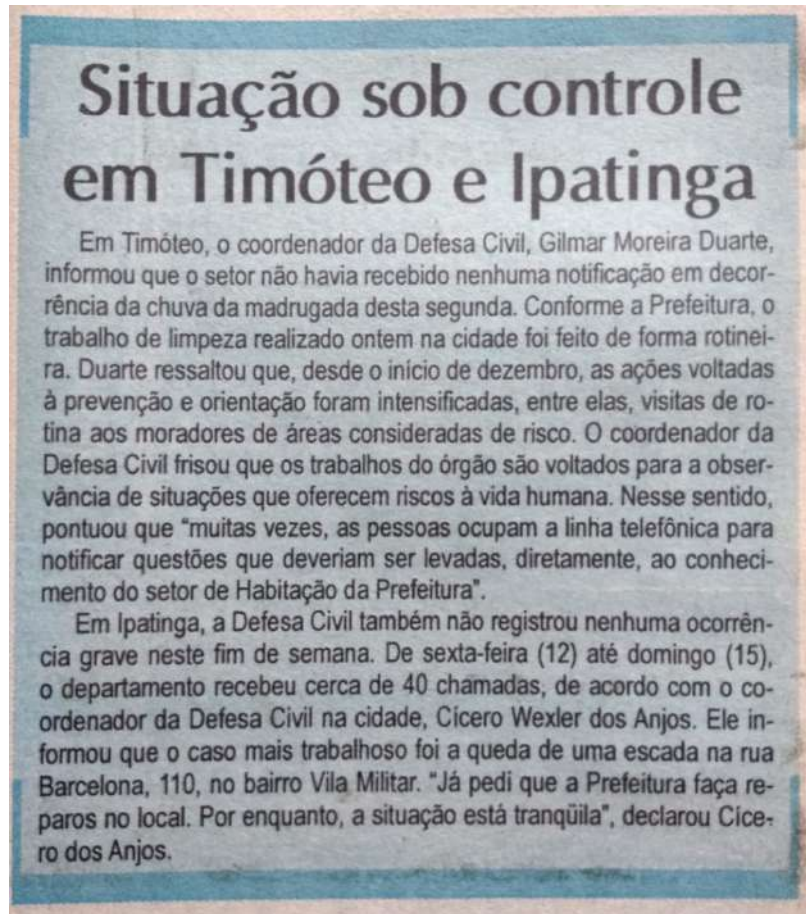 Situação sob controle
em Timóteo e Ipatinga
Em Timóteo, o coordenador da Defesa Civil, Gilmar Moreira Duarte,
informou que o setor não havia recebido nenhuma notificação em decor-
rência da chuva da madrugada desta segunda. Conforme a Prefeitura, o
trabalho de limpeza realizado ontem na cidade foi feito de forma rotinei-
ra. Duarte ressaltou que, desde o início de dezembro, as ações voltadas
à prevenção e orientação foram intensificadas, entre elas, visitas de ro-
tina aos moradores de áreas consideradas de risco. O coordenador da
Defesa Civil frisou que os trabalhos do órgão são voltados para a obser-
vância de situações que oferecem riscos à vida humana. Nesse sentido,
pontuou que "muitas vezes, as pessoas ocupam a linha telefônica para
notificar questões que deveriam ser levadas, diretamente, ao conheci-
mento do setor de Habitação da Prefeitura".
Em Ipatinga, a Defesa Civil também não registrou nenhuma ocorrên-
cia grave neste fim de semana. De sexta-feira (12) até domingo (15),
o departamento recebeu cerca de 40 chamadas, de acordo com o co-
ordenador da Defesa Civil na cidade, Cícero Wexler dos Anjos. Ele in-
formou que o caso mais trabalhoso foi a queda de uma escada na rua
Barcelona, 110, no bairro Vila Militar. "Já pedi que a Prefeitura faça re-
paros no local. Por enquanto, a situação está tranqüila", declarou Cíce-
ro dos Anjos.